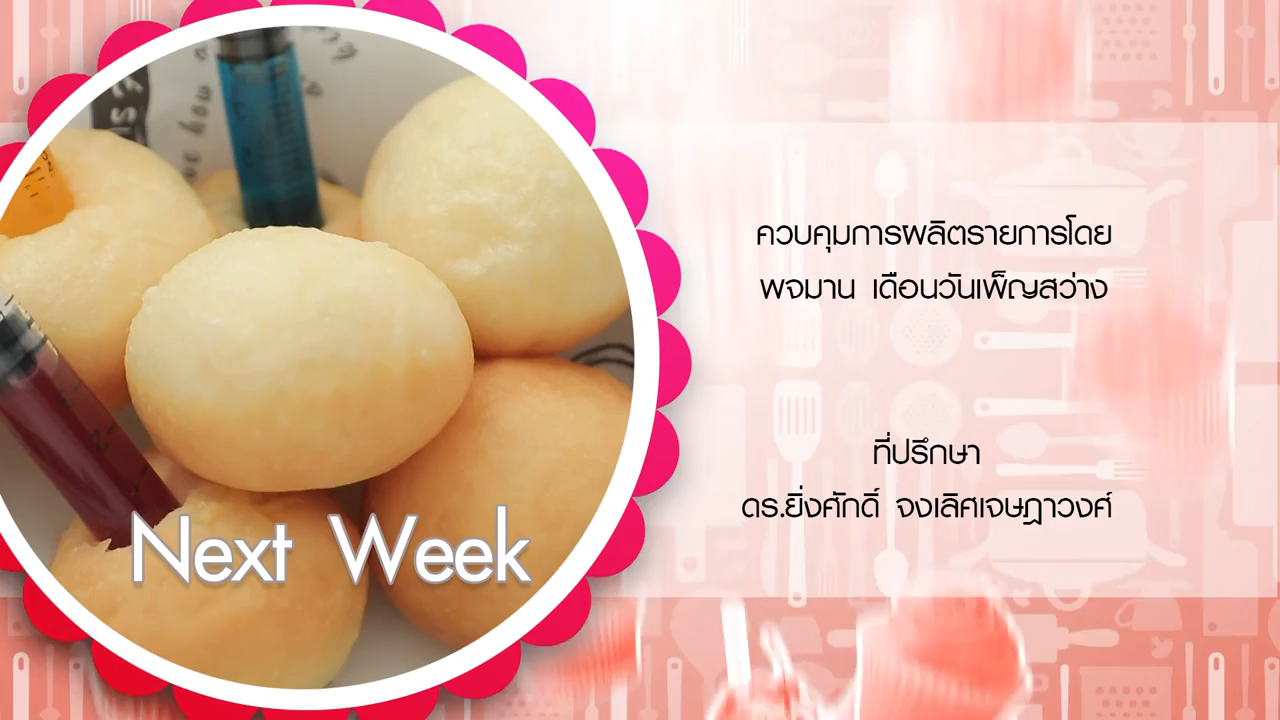 ควบคุมการผลิตรายการโดย
พจมาน เดือนวันเพ็ญสว่าง
ที่ปรึกษา
ดร.ยิ่งศักดิ์ จงเลิศเจษฎาวงศ์
Next Week